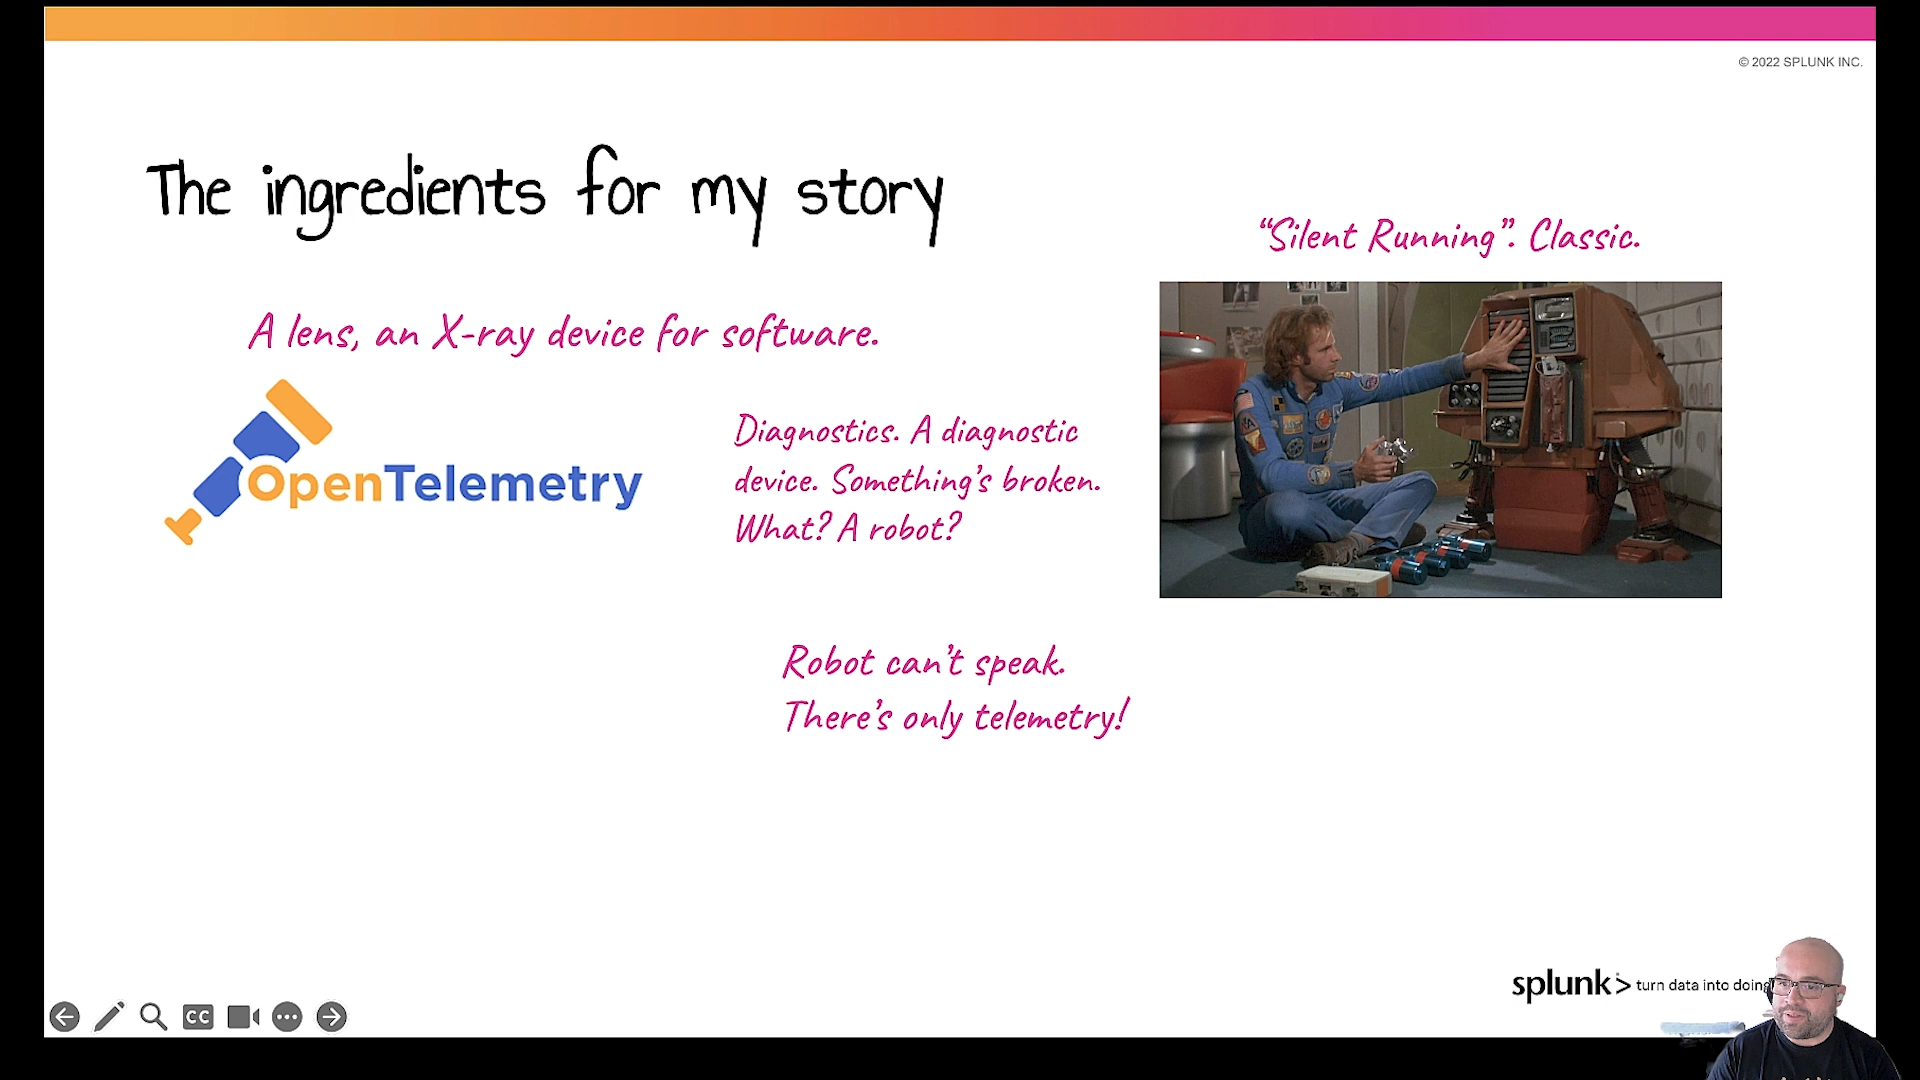 © 2022 SPLUNK INC.
The ingredients for my story
“Silent Running”. Classic.
A lens, an X-ray device for software.
OpenTelemetry
Diagnostics. A diagnostic
device. Something’s broken.
What? A robot?
Robot can’t speak.
There’s only telemetry!
splunk> turn data into doing
CC